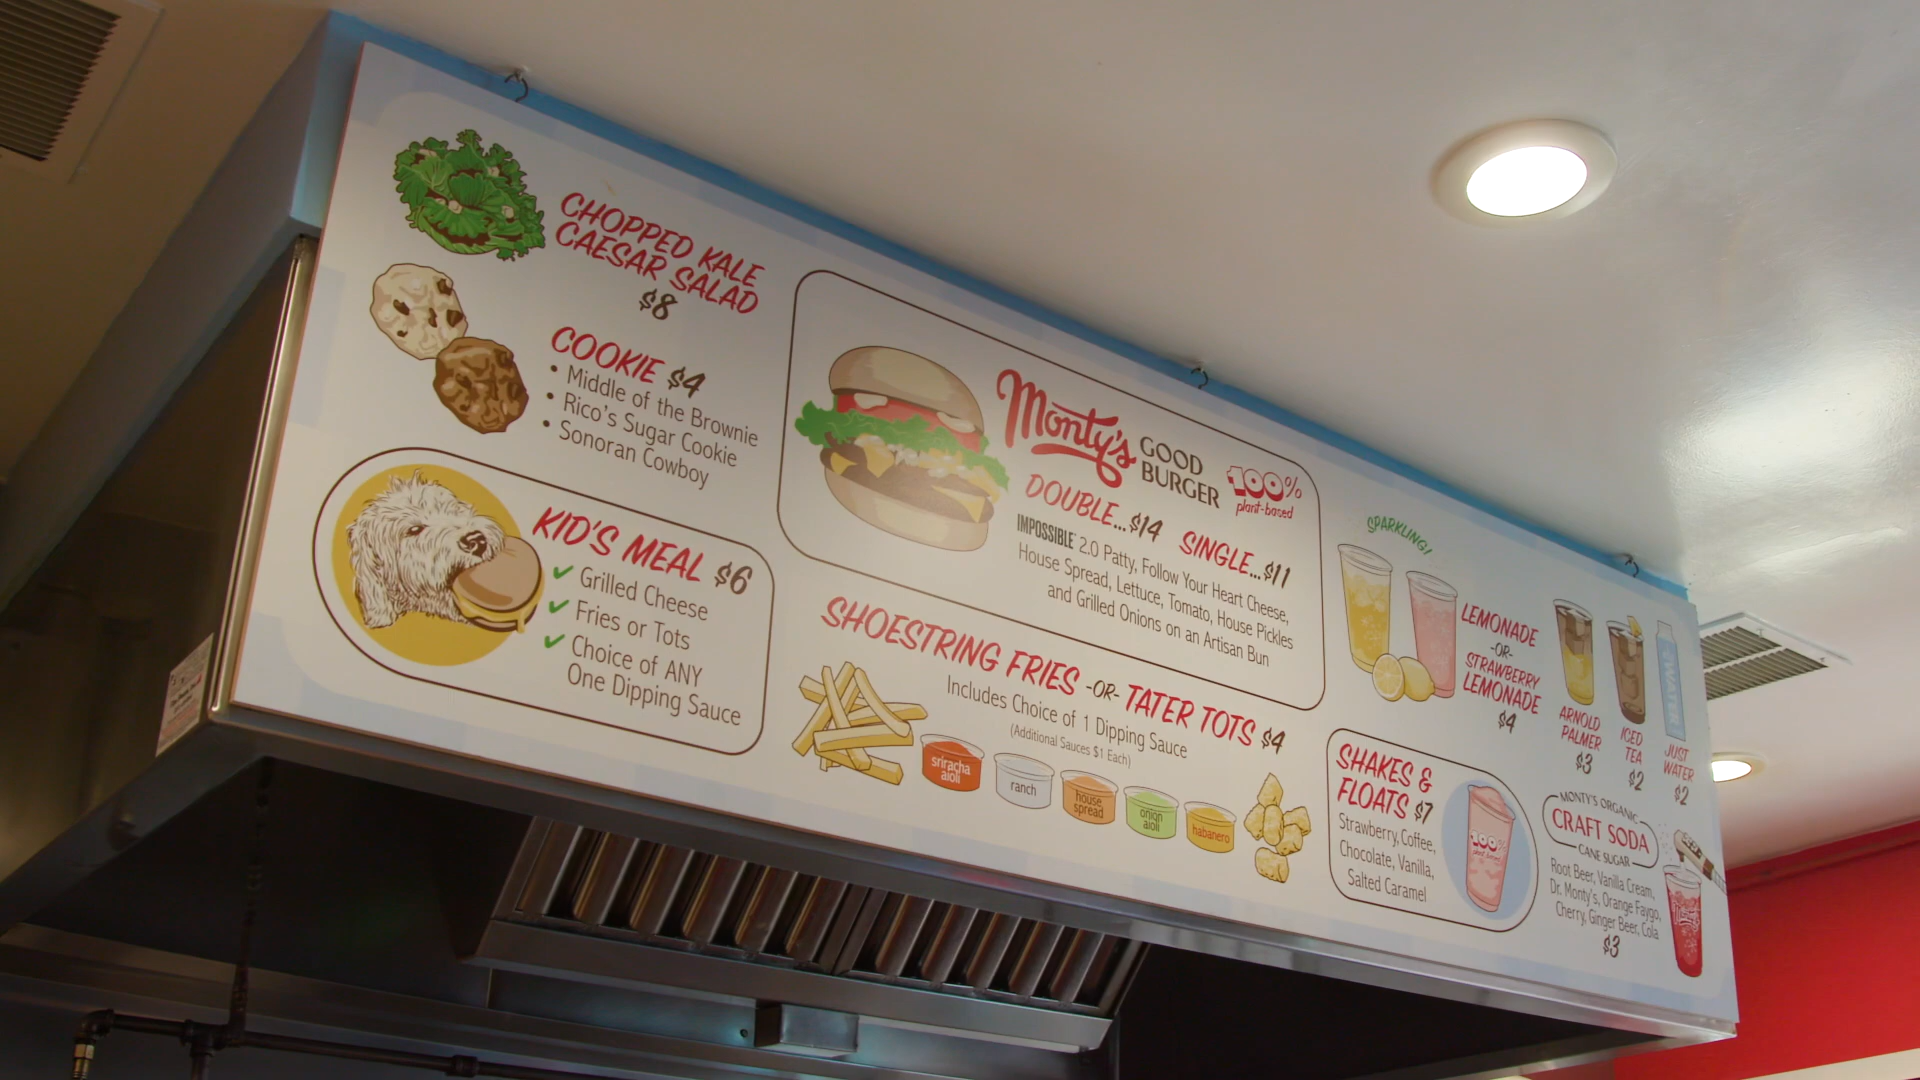 CHOPPED KALE
CAESAR SALAD
$8
COOKIE $4
• Middle of the Brownie
• Rico's Sugar Cookie
• Sonoran Cowboy
KID'S MEAL $6
Grilled Cheese
Fries or Tots
Choice of ANY
One Dipping Sauce
Monty's GOOD
BURGER
100%
plant-based
DOUBLE...$14 SINGLE...$11
IMPOSSIBLE 2.0 Patty, Follow Your Heart Cheese,
House Spread, Lettuce, Tomato, House Pickles
and Grilled Onions on an Artisan Bun
SHOESTRING FRIES -OR- TATER TOTS $4
Includes Choice of 1 Dipping Sauce
(Additional Sauces $1 Each)
sriracha
aioli
ranch
house
spread
onion
aioli
habanero
SPARKLING!
LEMONADE
-OR-
STRAWBERRY
LEMONADE
$4
ARNOLD
PALMER
$3
ICED
TEA
$2
WATER
JUST
WATER
$2
SHAKES &
FLOATS $7
Strawberry, Coffee,
Chocolate, Vanilla,
Salted Caramel
100%
plant-based
MONTY'S ORGANIC
CRAFT SODA
CANE SUGAR
Root Beer, Vanilla Cream,
Dr. Monty's, Orange Faygo,
Cherry, Ginger Beer, Cola
$3
Monty's